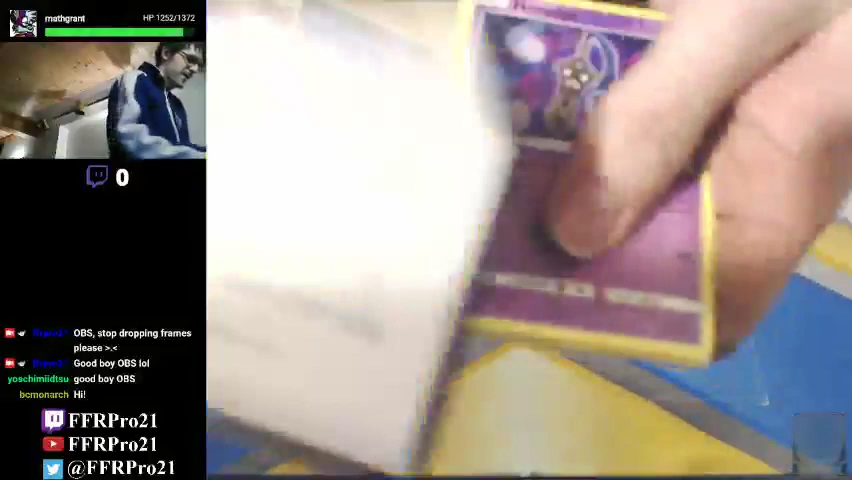 mathgrant
HP 1252/1372
0
OBS, stop dropping frames
please >.<
Good boy OBS lol
yoschimiidtsu good boy OBS
bcmonarch Hi!
FFRPro21
FFRPro21
@FFRPro21